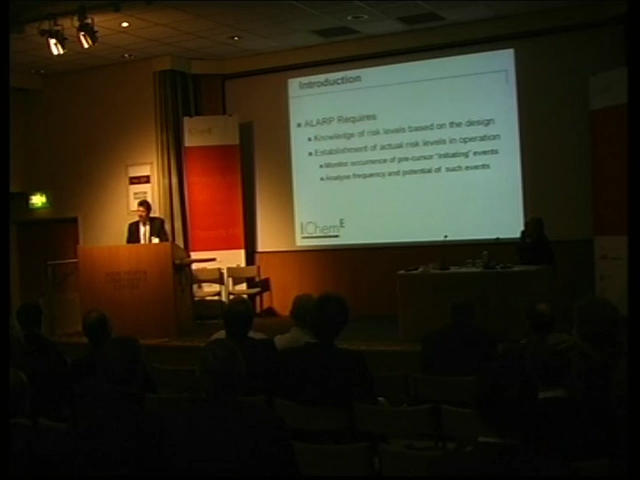 Introduction
ALARP Requires
Knowledge of risk levels based on the design
Establishment of actual risk levels in operation
Monitor occurrence of pre-cursor "initiating" events
Analyse frequency and potential of such events
IChemE
IChemE